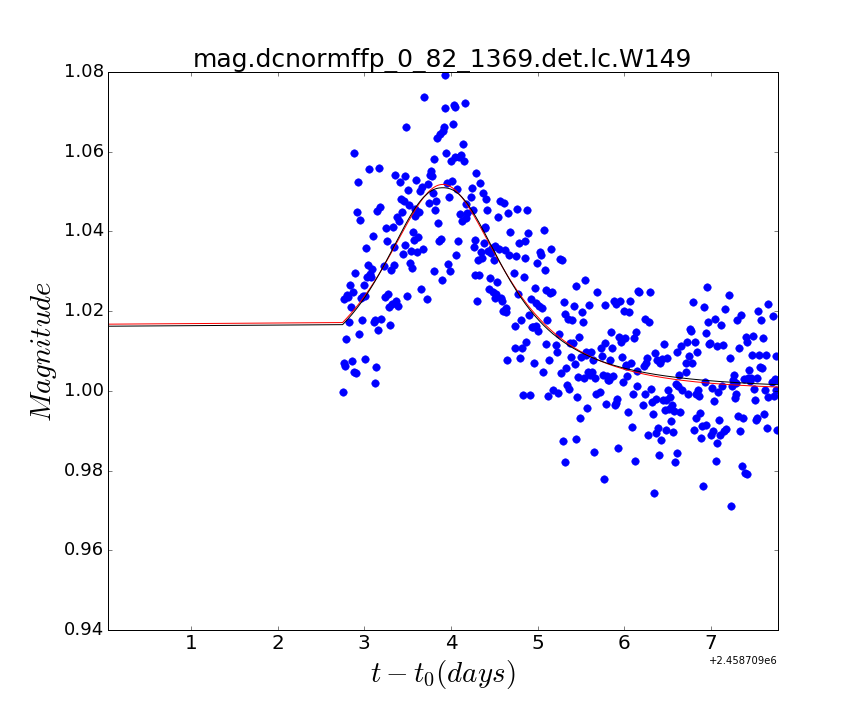 mag.dcnormffp_0_82_1369.det.lc.W149
1.08
1.06
1.04
1.02
1.00
0.98
0.96
0.94
Magnitude
1 2 3 4 5 6 7
+2.458709e6
t − t₀(days)